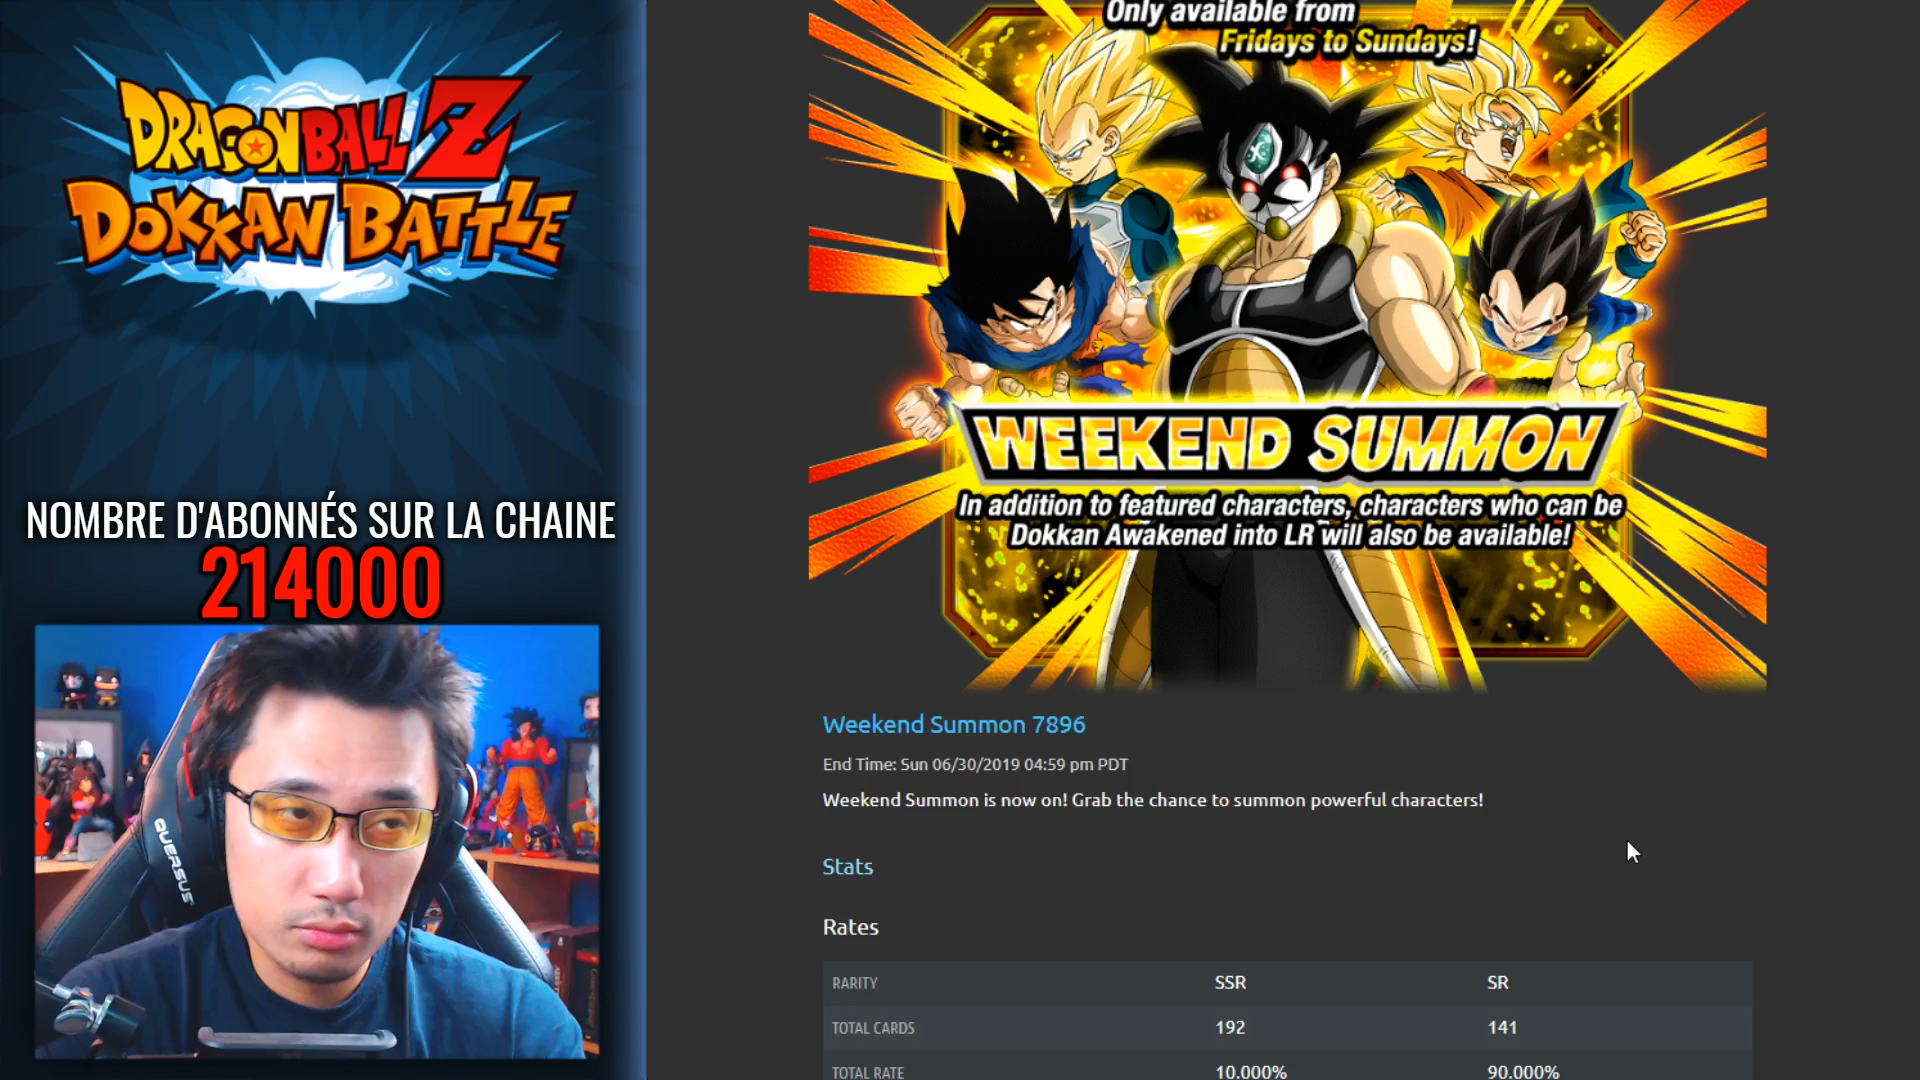 DRAGON BALL Z
DOKKAN BATTLE
NOMBRE D'ABONNÉS SUR LA CHAINE
214000
QUERSUS
Only available from
Fridays to Sundays!
WEEKEND SUMMON
In addition to featured characters, characters who can be
Dokkan Awakened into LR will also be available!
Weekend Summon 7896
End Time: Sun 06/30/2019 04:59 pm PDT
Weekend Summon is now on! Grab the chance to summon powerful characters!
Stats
Rates
RARITY SSR SR
TOTAL CARDS 192 141
TOTAL RATE 10.000% 90.000%